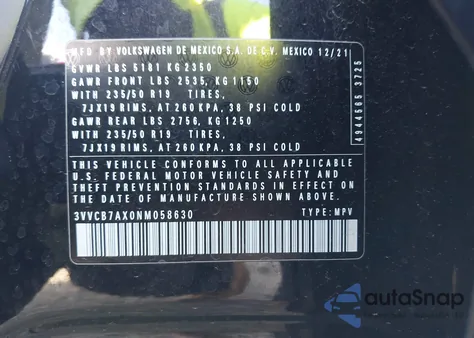 MFG BY VOLKSWAGEN DE MEXICO S.A. DE C.V. MEXICO 12/21
GVWR LBS 5181 KG 2350
GAWR FRONT LBS 2535, KG 1150
WITH 235/50 R19 TIRES,
7JX19 RIMS, AT 260 KPA, 38 PSI COLD
GAWR REAR LBS 2756, KG 1250
WITH 235/50 R19 TIRES,
7JX19 RIMS, AT 260 KPA, 38 PSI COLD
THIS VEHICLE CONFORMS TO ALL APPLICABLE
U.S. FEDERAL MOTOR VEHICLE SAFETY AND
THEFT PREVENTION STANDARDS IN EFFECT ON
THE DATE OF MANUFACTURE SHOWN ABOVE.
3VVCB7AX0NM058630 TYPE: MPV
4944565 3725
autoSnap